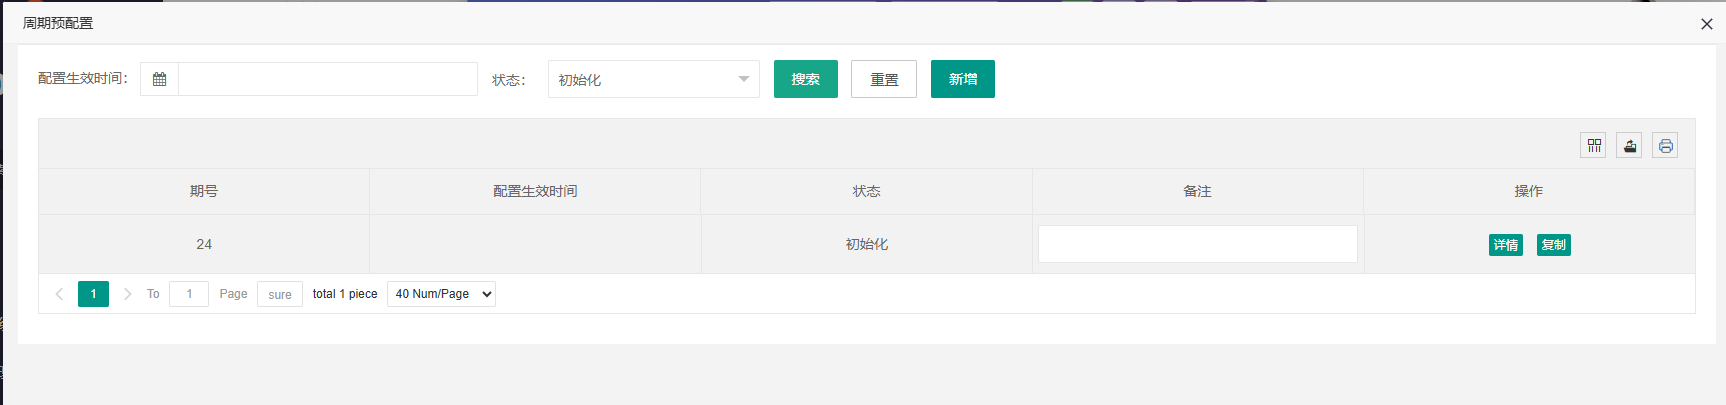 周期预配置
配置生效时间： 状态： 初始化 搜索 重置 新增
期号 配置生效时间 状态 备注 操作
24 初始化 详情 复制
1 To 1 Page sure total 1 piece 40 Num/Page